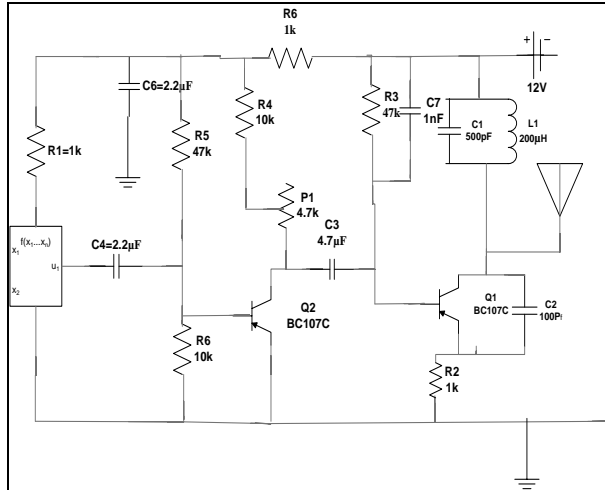 R6
1k
+ −
12V
C6=2.2µF
R4
10k
R3
47k
C7
1nF
C1
500pF
L1
200µH
R1=1k
R5
47k
P1
4.7k
f(x₁...xₙ)
x₁
u₁
x₂
C4=2.2µF
C3
4.7µF
Q2
BC107C
Q1
BC107C
C2
100Pf
R6
10k
R2
1k